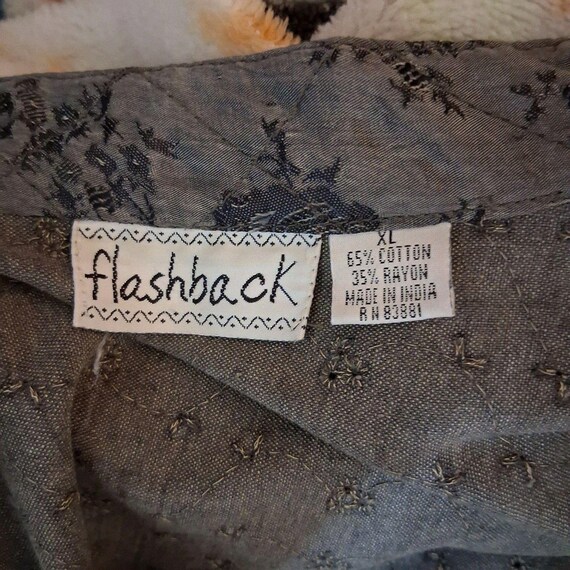 flashback
XL
65% COTTON
35% RAYON
MADE IN INDIA
R N 83881